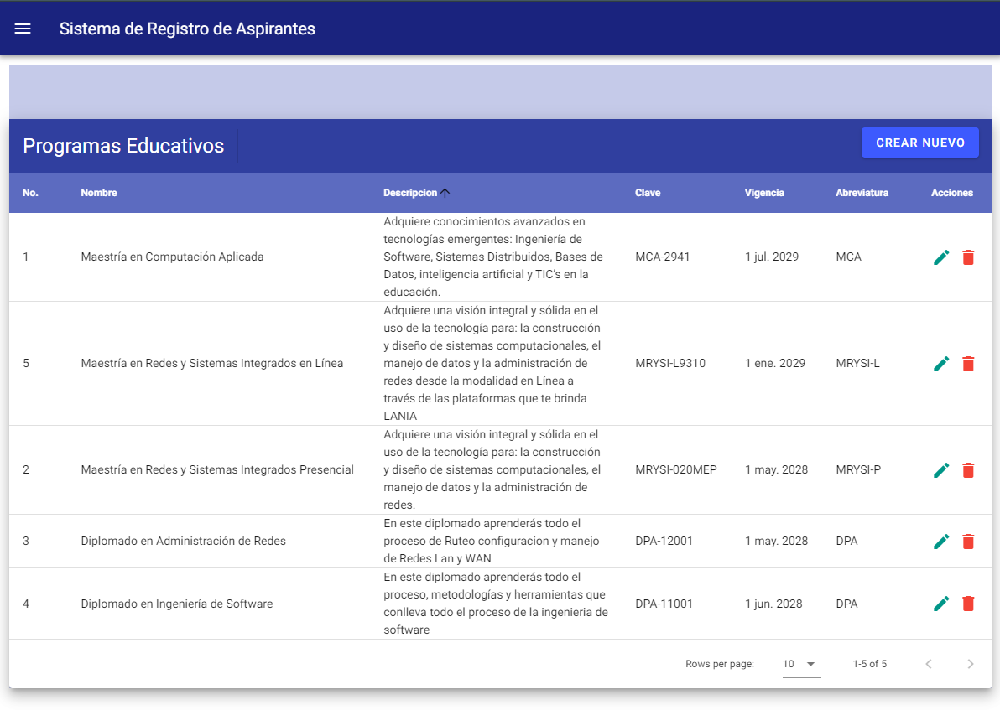 Sistema de Registro de Aspirantes
Programas Educativos
CREAR NUEVO
No. Nombre Descripcion Clave Vigencia Abreviatura Acciones
Adquiere conocimientos avanzados en
tecnologías emergentes: Ingeniería de
1 Maestría en Computación Aplicada Software, Sistemas Distribuidos, Bases de MCA-2941 1 jul. 2029 MCA
Datos, inteligencia artificial y TIC's en la
educación.
Adquiere una visión integral y sólida en el
uso de la tecnología para: la construcción
y diseño de sistemas computacionales, el
5 Maestría en Redes y Sistemas Integrados en Línea manejo de datos y la administración de MRYSI-L9310 1 ene. 2029 MRYSI-L
redes desde la modalidad en Línea a
través de las plataformas que te brinda
LANIA
Adquiere una visión integral y sólida en el
uso de la tecnología para: la construcción
2 Maestría en Redes y Sistemas Integrados Presencial y diseño de sistemas computacionales, el MRYSI-020MEP 1 may. 2028 MRYSI-P
manejo de datos y la administración de
redes.
En este diplomado aprenderás todo el
3 Diplomado en Administración de Redes proceso de Ruteo configuracion y manejo DPA-12001 1 may. 2028 DPA
de Redes Lan y WAN
En este diplomado aprenderás todo el
proceso, metodologías y herramientas que
4 Diplomado en Ingeniería de Software conlleva todo el proceso de la ingenieria de DPA-11001 1 jun. 2028 DPA
software
Rows per page: 10 1-5 of 5